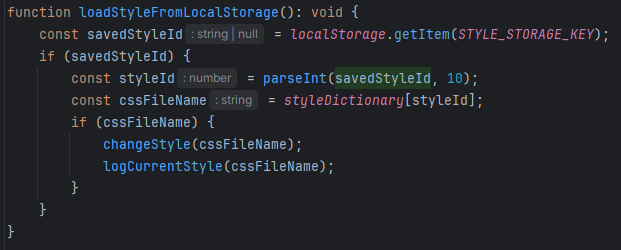 function loadStyleFromLocalStorage(): void {
    const savedStyleId : string | null = localStorage.getItem(STYLE_STORAGE_KEY);
    if (savedStyleId) {
        const styleId : number = parseInt(savedStyleId, 10);
        const cssFileName : string = styleDictionary[styleId];
        if (cssFileName) {
            changeStyle(cssFileName);
            logCurrentStyle(cssFileName);
        }
    }
}